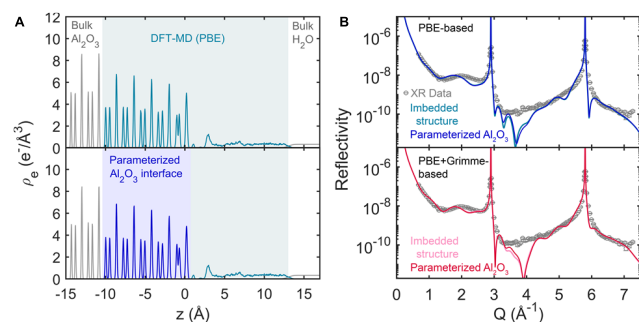 A
Bulk
Al₂O₃
DFT-MD (PBE)
Bulk
H₂O
12
10
8
6
4
2
0
Parameterized
Al₂O₃ interface
12
10
8
6
4
2
0
ρₑ (e⁻/Å³)
-15 -10 -5 0 5 10 15
z (Å)
B
PBE-based
XR Data
Imbedded
structure
Parameterized Al₂O₃
10⁻⁶
10⁻⁸
10⁻¹⁰
PBE+Grimme-
based
Imbedded
structure
Parameterized Al₂O₃
10⁻⁶
10⁻⁸
10⁻¹⁰
Reflectivity
0 1 2 3 4 5 6 7
Q (Å⁻¹)